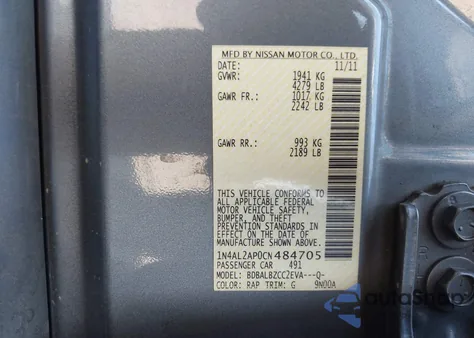 MFD BY NISSAN MOTOR CO., LTD.
DATE: 11/11
GVWR: 1941 KG
4279 LB
GAWR FR.: 1017 KG
2242 LB
GAWR RR.: 993 KG
2189 LB
THIS VEHICLE CONFORMS TO
ALL APPLICABLE FEDERAL
MOTOR VEHICLE SAFETY,
BUMPER, AND THEFT
PREVENTION STANDARDS
IN EFFECT ON THE DATE OF
MANUFACTURE SHOWN ABOVE.
1N4AL2AP0CN484705
PASSENGER CAR 491
MODEL: BDBALBZCC2EVA---Q-
COLOR: RAP TRIM: G 9N00A
autoSnap